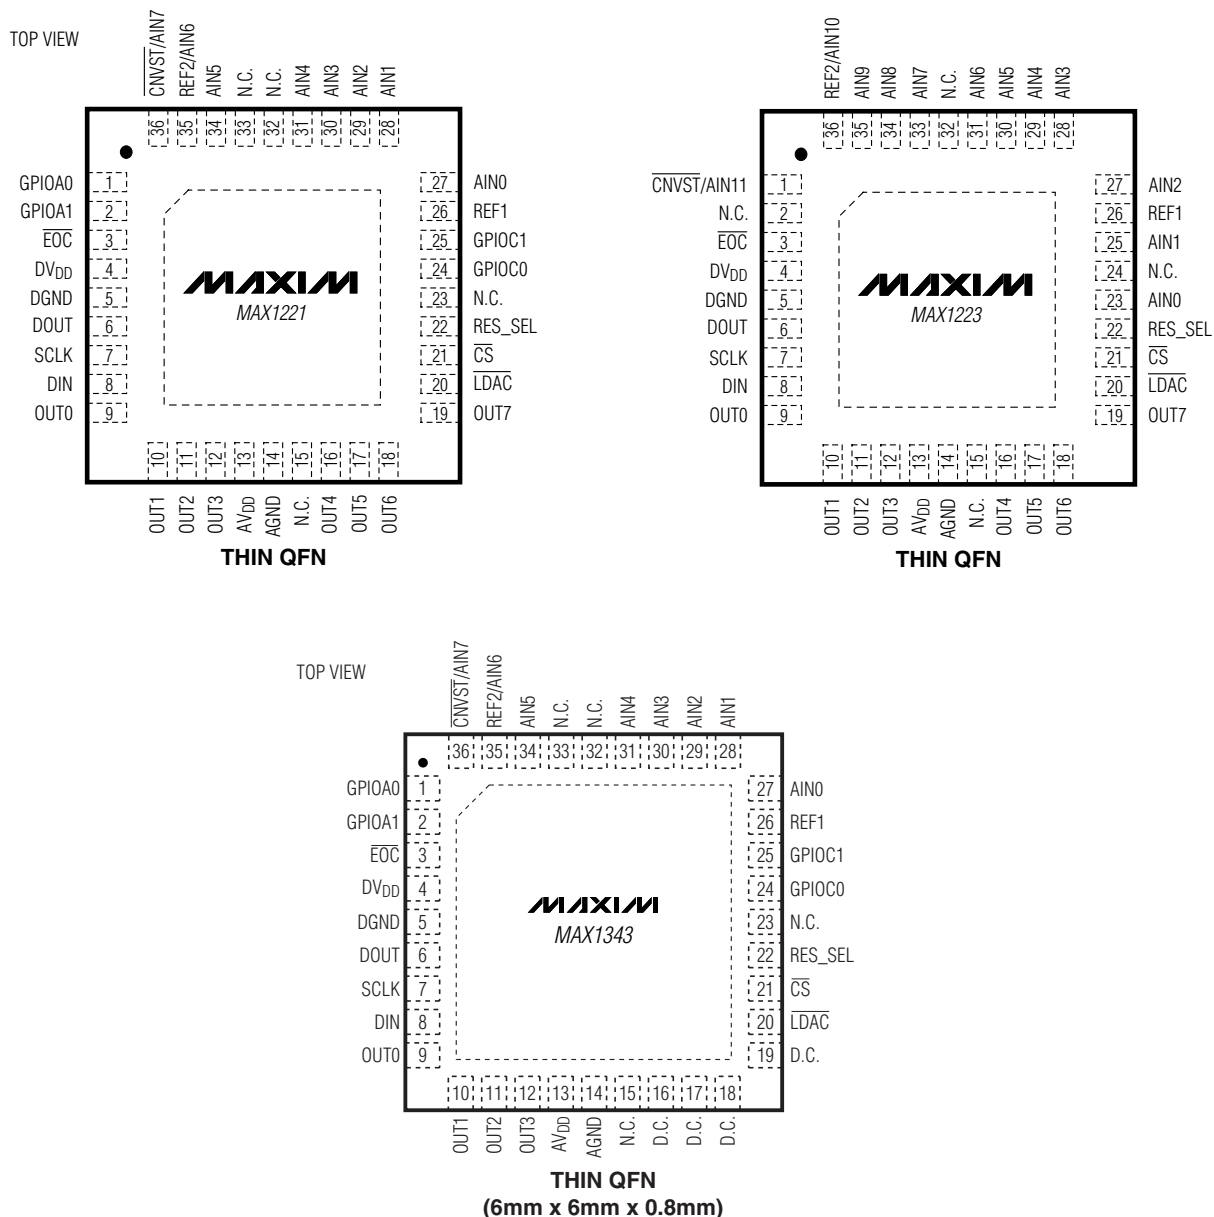 TOP VIEW
CNVST/AIN7
REF2/AIN6
AIN5
N.C.
N.C.
AIN4
AIN3
AIN2
AIN1
36 35 34 33 32 31 30 29 28
GPIOA0 1
GPIOA1 2
EOC 3
DVDD 4
DGND 5
DOUT 6
SCLK 7
DIN 8
OUT0 9
MAXIM
MAX1221
27 AIN0
26 REF1
25 GPIOC1
24 GPIOC0
23 N.C.
22 RES_SEL
21 CS
20 LDAC
19 OUT7
10 11 12 13 14 15 16 17 18
OUT1
OUT2
OUT3
AVDD
AGND
N.C.
OUT4
OUT5
OUT6
THIN QFN
REF2/AIN10
AIN9
AIN8
AIN7
N.C.
AIN6
AIN5
AIN4
AIN3
36 35 34 33 32 31 30 29 28
CNVST/AIN11 1
N.C. 2
EOC 3
DVDD 4
DGND 5
DOUT 6
SCLK 7
DIN 8
OUT0 9
MAXIM
MAX1223
27 AIN2
26 REF1
25 AIN1
24 N.C.
23 AIN0
22 RES_SEL
21 CS
20 LDAC
19 OUT7
10 11 12 13 14 15 16 17 18
OUT1
OUT2
OUT3
AVDD
AGND
N.C.
OUT4
OUT5
OUT6
THIN QFN
TOP VIEW
CNVST/AIN7
REF2/AIN6
AIN5
N.C.
N.C.
AIN4
AIN3
AIN2
AIN1
36 35 34 33 32 31 30 29 28
GPIOA0 1
GPIOA1 2
EOC 3
DVDD 4
DGND 5
DOUT 6
SCLK 7
DIN 8
OUT0 9
MAXIM
MAX1343
27 AIN0
26 REF1
25 GPIOC1
24 GPIOC0
23 N.C.
22 RES_SEL
21 CS
20 LDAC
19 D.C.
10 11 12 13 14 15 16 17 18
OUT1
OUT2
OUT3
AVDD
AGND
N.C.
D.C.
D.C.
D.C.
THIN QFN
(6mm x 6mm x 0.8mm)